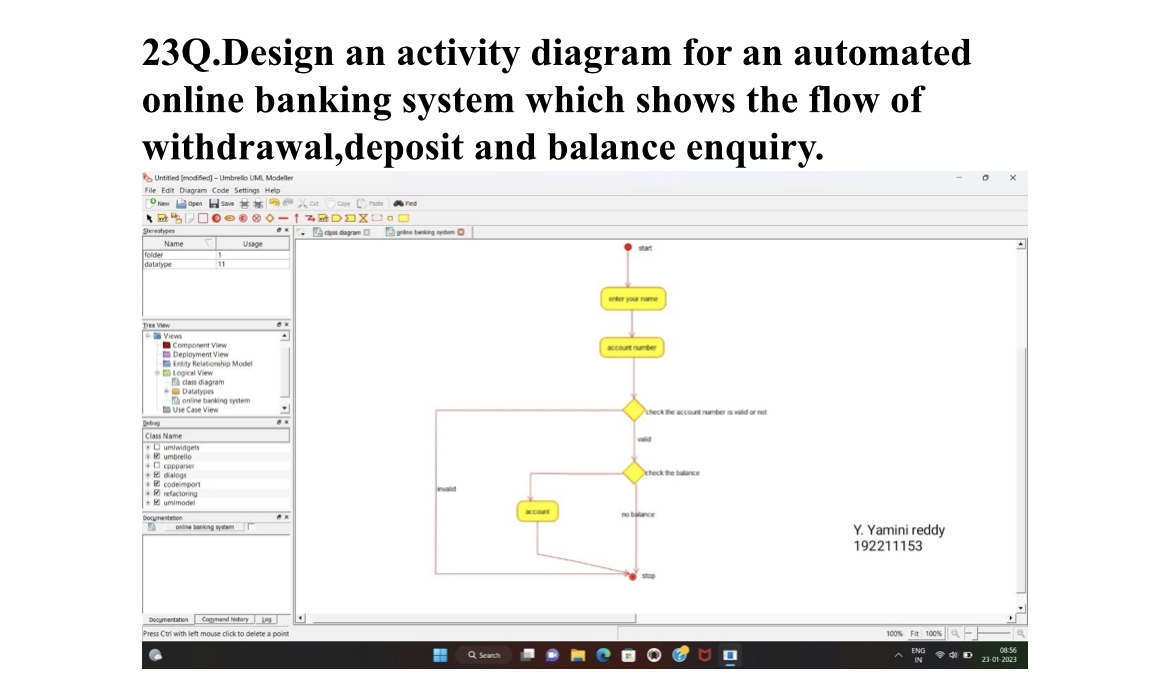 23Q.Design an activity diagram for an automated
online banking system which shows the flow of
withdrawal,deposit and balance enquiry.
Untitled [modified] – Umbrello UML Modeller
File Edit Diagram Code Settings Help
New Open Save Cut Copy Paste Find
Stereotypes
class diagram online banking system
Name Usage
folder 1
datatype 11
start
enter your name
account number
Tree View
Views
Component View
Deployment View
Entity Relationship Model
Logical View
class diagram
Datatypes
online banking system
Use Case View
check the account number is valid or not
valid
check the balance
invalid
account
no balance
stop
Debug
Class Name
umlwidgets
umbrello
cppparser
dialogs
codeimport
refactoring
umlmodel
Documentation
online banking system
Y. Yamini reddy
192211153
Documentation Command history Log
Press Ctrl with left mouse click to delete a point
100% Fit 100%
Search
ENG
IN
08:56
23-01-2023